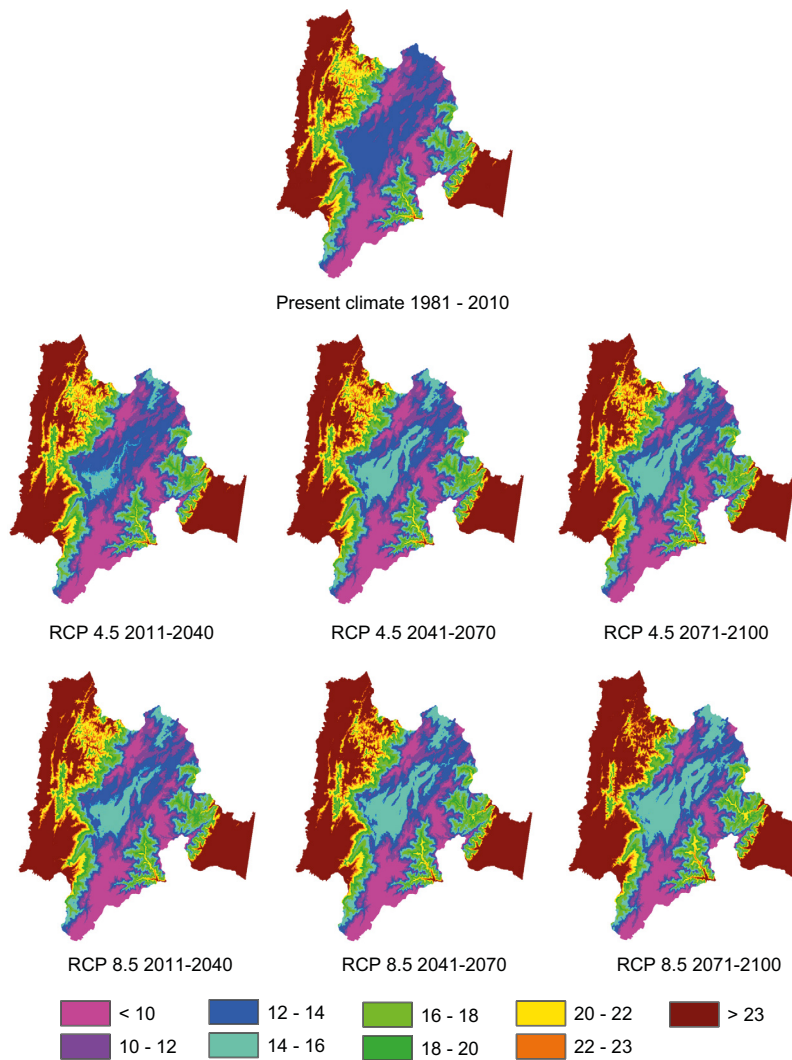 Present climate 1981 - 2010
RCP 4.5 2011-2040 RCP 4.5 2041-2070 RCP 4.5 2071-2100
RCP 8.5 2011-2040 RCP 8.5 2041-2070 RCP 8.5 2071-2100
< 10 12 - 14 16 - 18 20 - 22 > 23
10 - 12 14 - 16 18 - 20 22 - 23